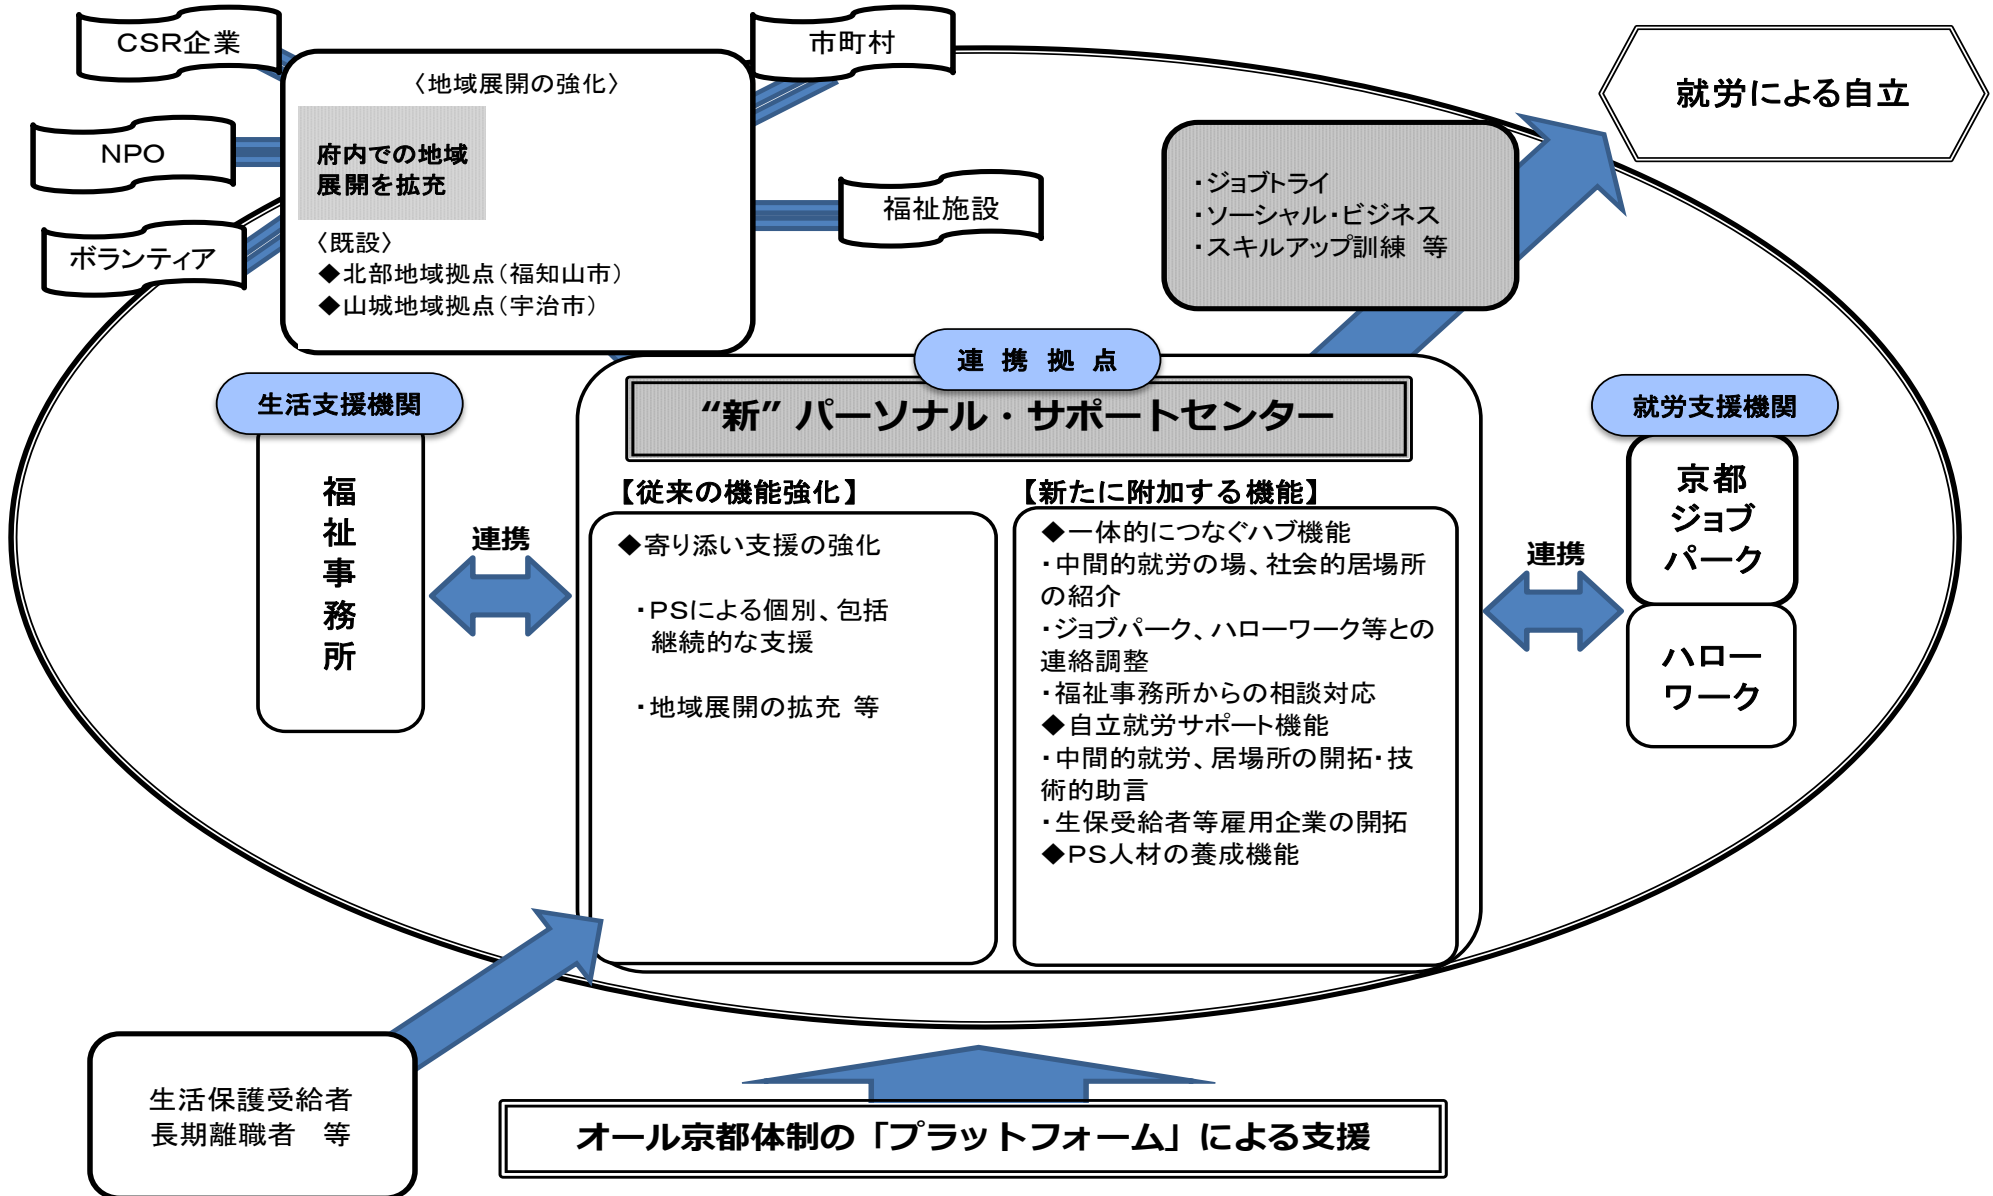 CSR企業
市町村
NPO
ボランティア
福祉施設
〈地域展開の強化〉
府内での地域
展開を拡充
〈既設〉
◆北部地域拠点(福知山市)
◆山城地域拠点(宇治市)
就労による自立
・ジョブトライ
・ソーシャル・ビジネス
・スキルアップ訓練 等
連 携 拠 点
“新” パーソナル・サポートセンター
生活支援機関
福
祉
事
務
所
連携
【従来の機能強化】
◆寄り添い支援の強化
・PSによる個別、包括
継続的な支援
・地域展開の拡充 等
【新たに附加する機能】
◆一体的につなぐハブ機能
・中間的就労の場、社会的居場所
の紹介
・ジョブパーク、ハローワーク等との
連絡調整
・福祉事務所からの相談対応
◆自立就労サポート機能
・中間的就労、居場所の開拓・技
術的助言
・生保受給者等雇用企業の開拓
◆PS人材の養成機能
連携
就労支援機関
京都
ジョブ
パーク
ハロー
ワーク
生活保護受給者
長期離職者 等
オール京都体制の「プラットフォーム」による支援